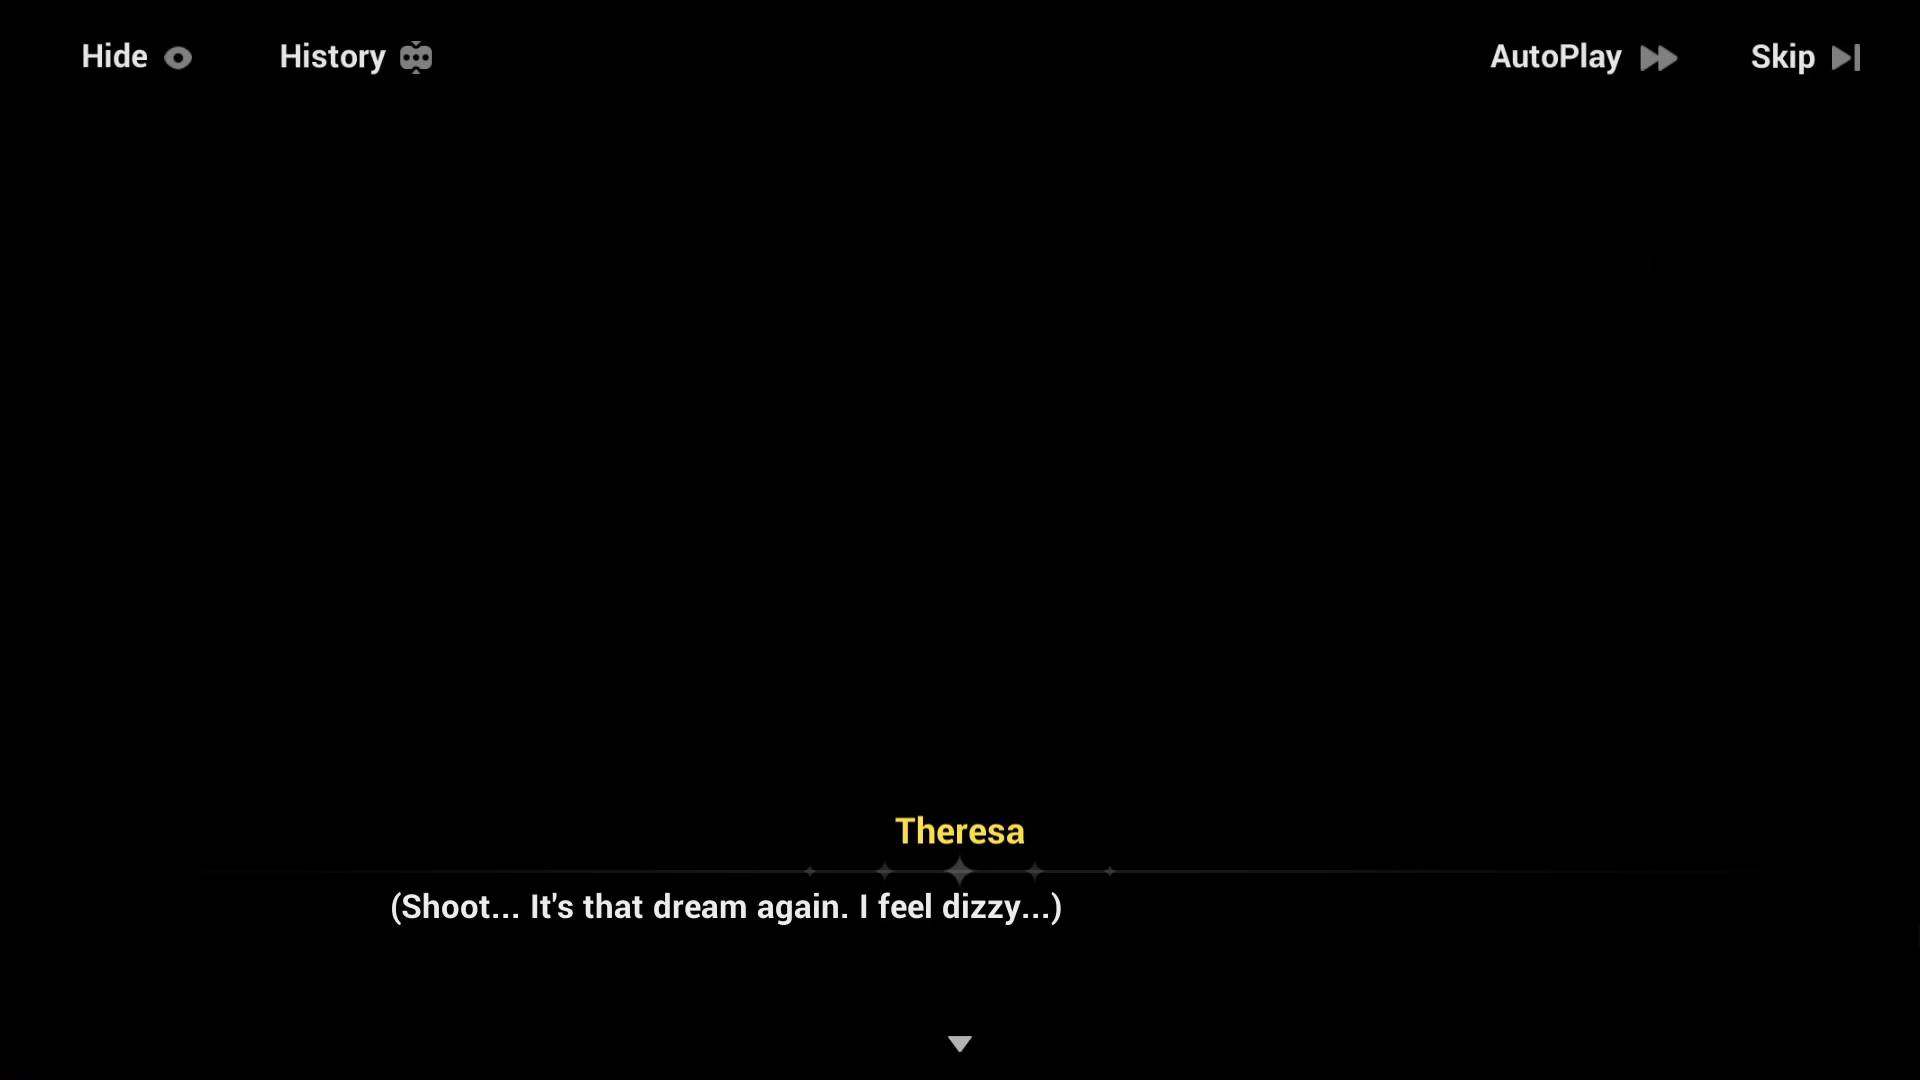 Hide
History
AutoPlay
Skip
Theresa
(Shoot... It's that dream again. I feel dizzy...)